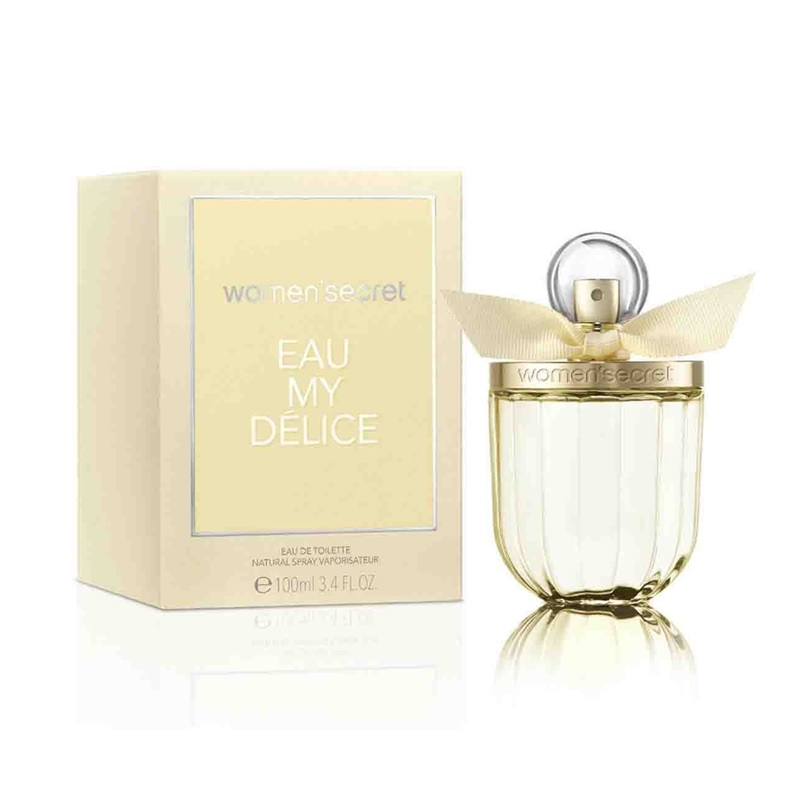 women'secret
EAU
MY
DÉLICE
EAU DE TOILETTE
NATURAL SPRAY VAPORISATEUR
℮100ml 3.4 FL.OZ.
women'secret